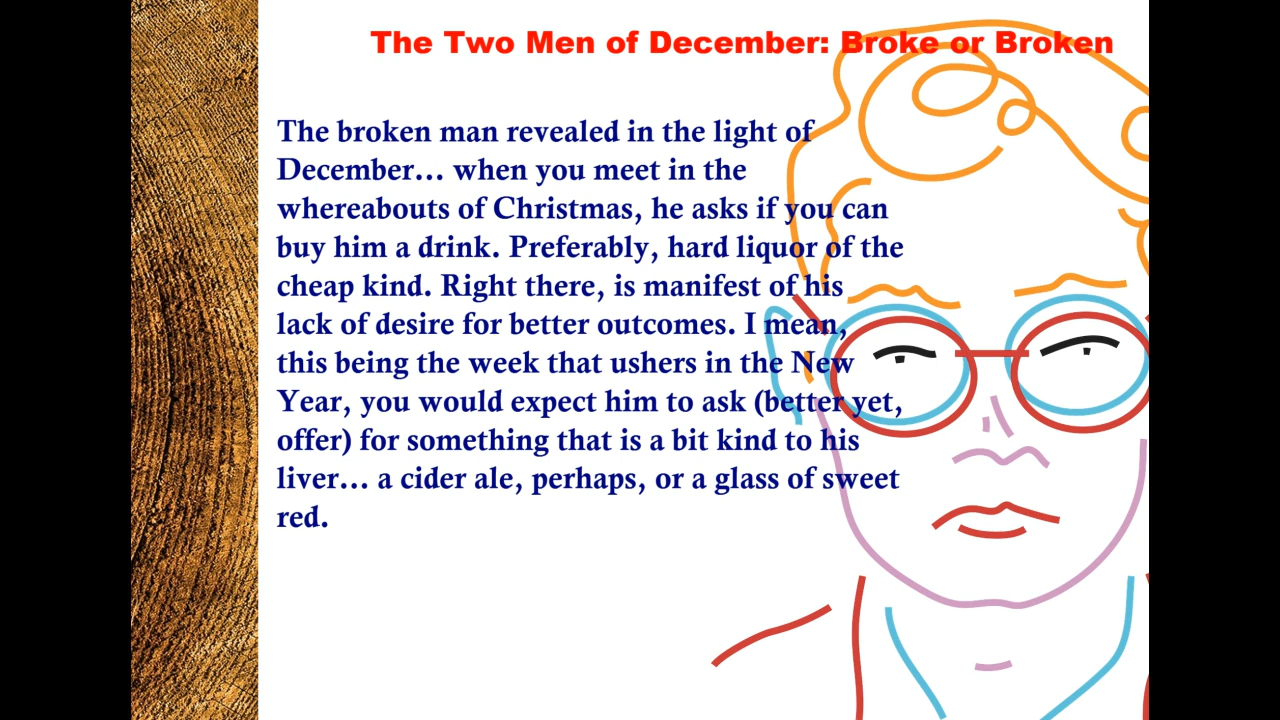 The Two Men of December: Broke or Broken
The broken man revealed in the light of
December... when you meet in the
whereabouts of Christmas, he asks if you can
buy him a drink. Preferably, hard liquor of the
cheap kind. Right there, is manifest of his
lack of desire for better outcomes. I mean,
this being the week that ushers in the New
Year, you would expect him to ask (better yet,
offer) for something that is a bit kind to his
liver... a cider ale, perhaps, or a glass of sweet
red.